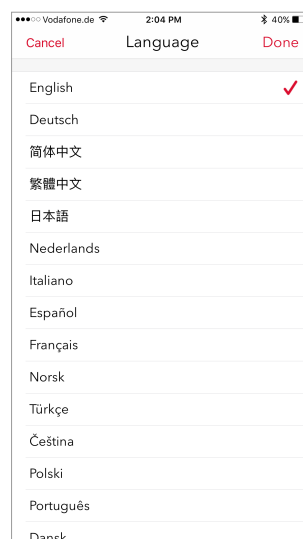 Vodafone.de 2:04 PM 40%
Cancel Language Done
English
Deutsch
简体中文
繁體中文
日本語
Nederlands
Italiano
Español
Français
Norsk
Türkçe
Čeština
Polski
Português
Dansk